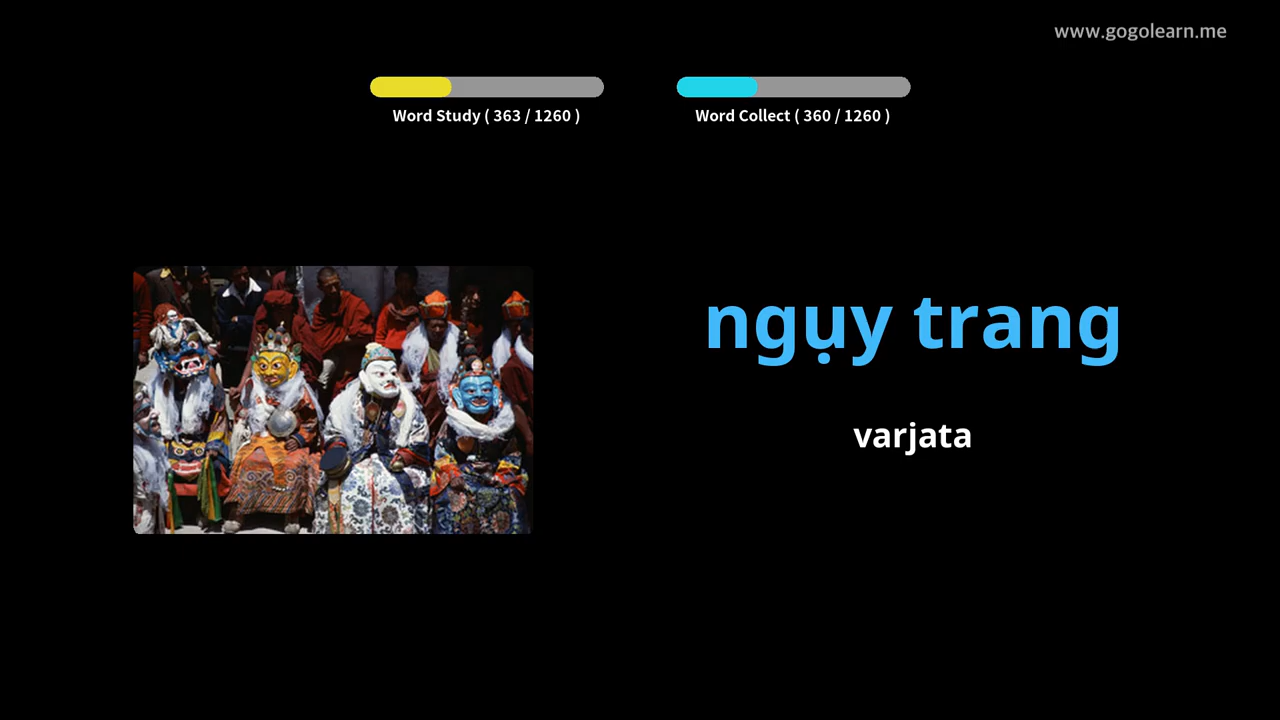 www.gogolearn.me
Word Study ( 363 / 1260 )
Word Collect ( 360 / 1260 )
ngụy trang
varjata